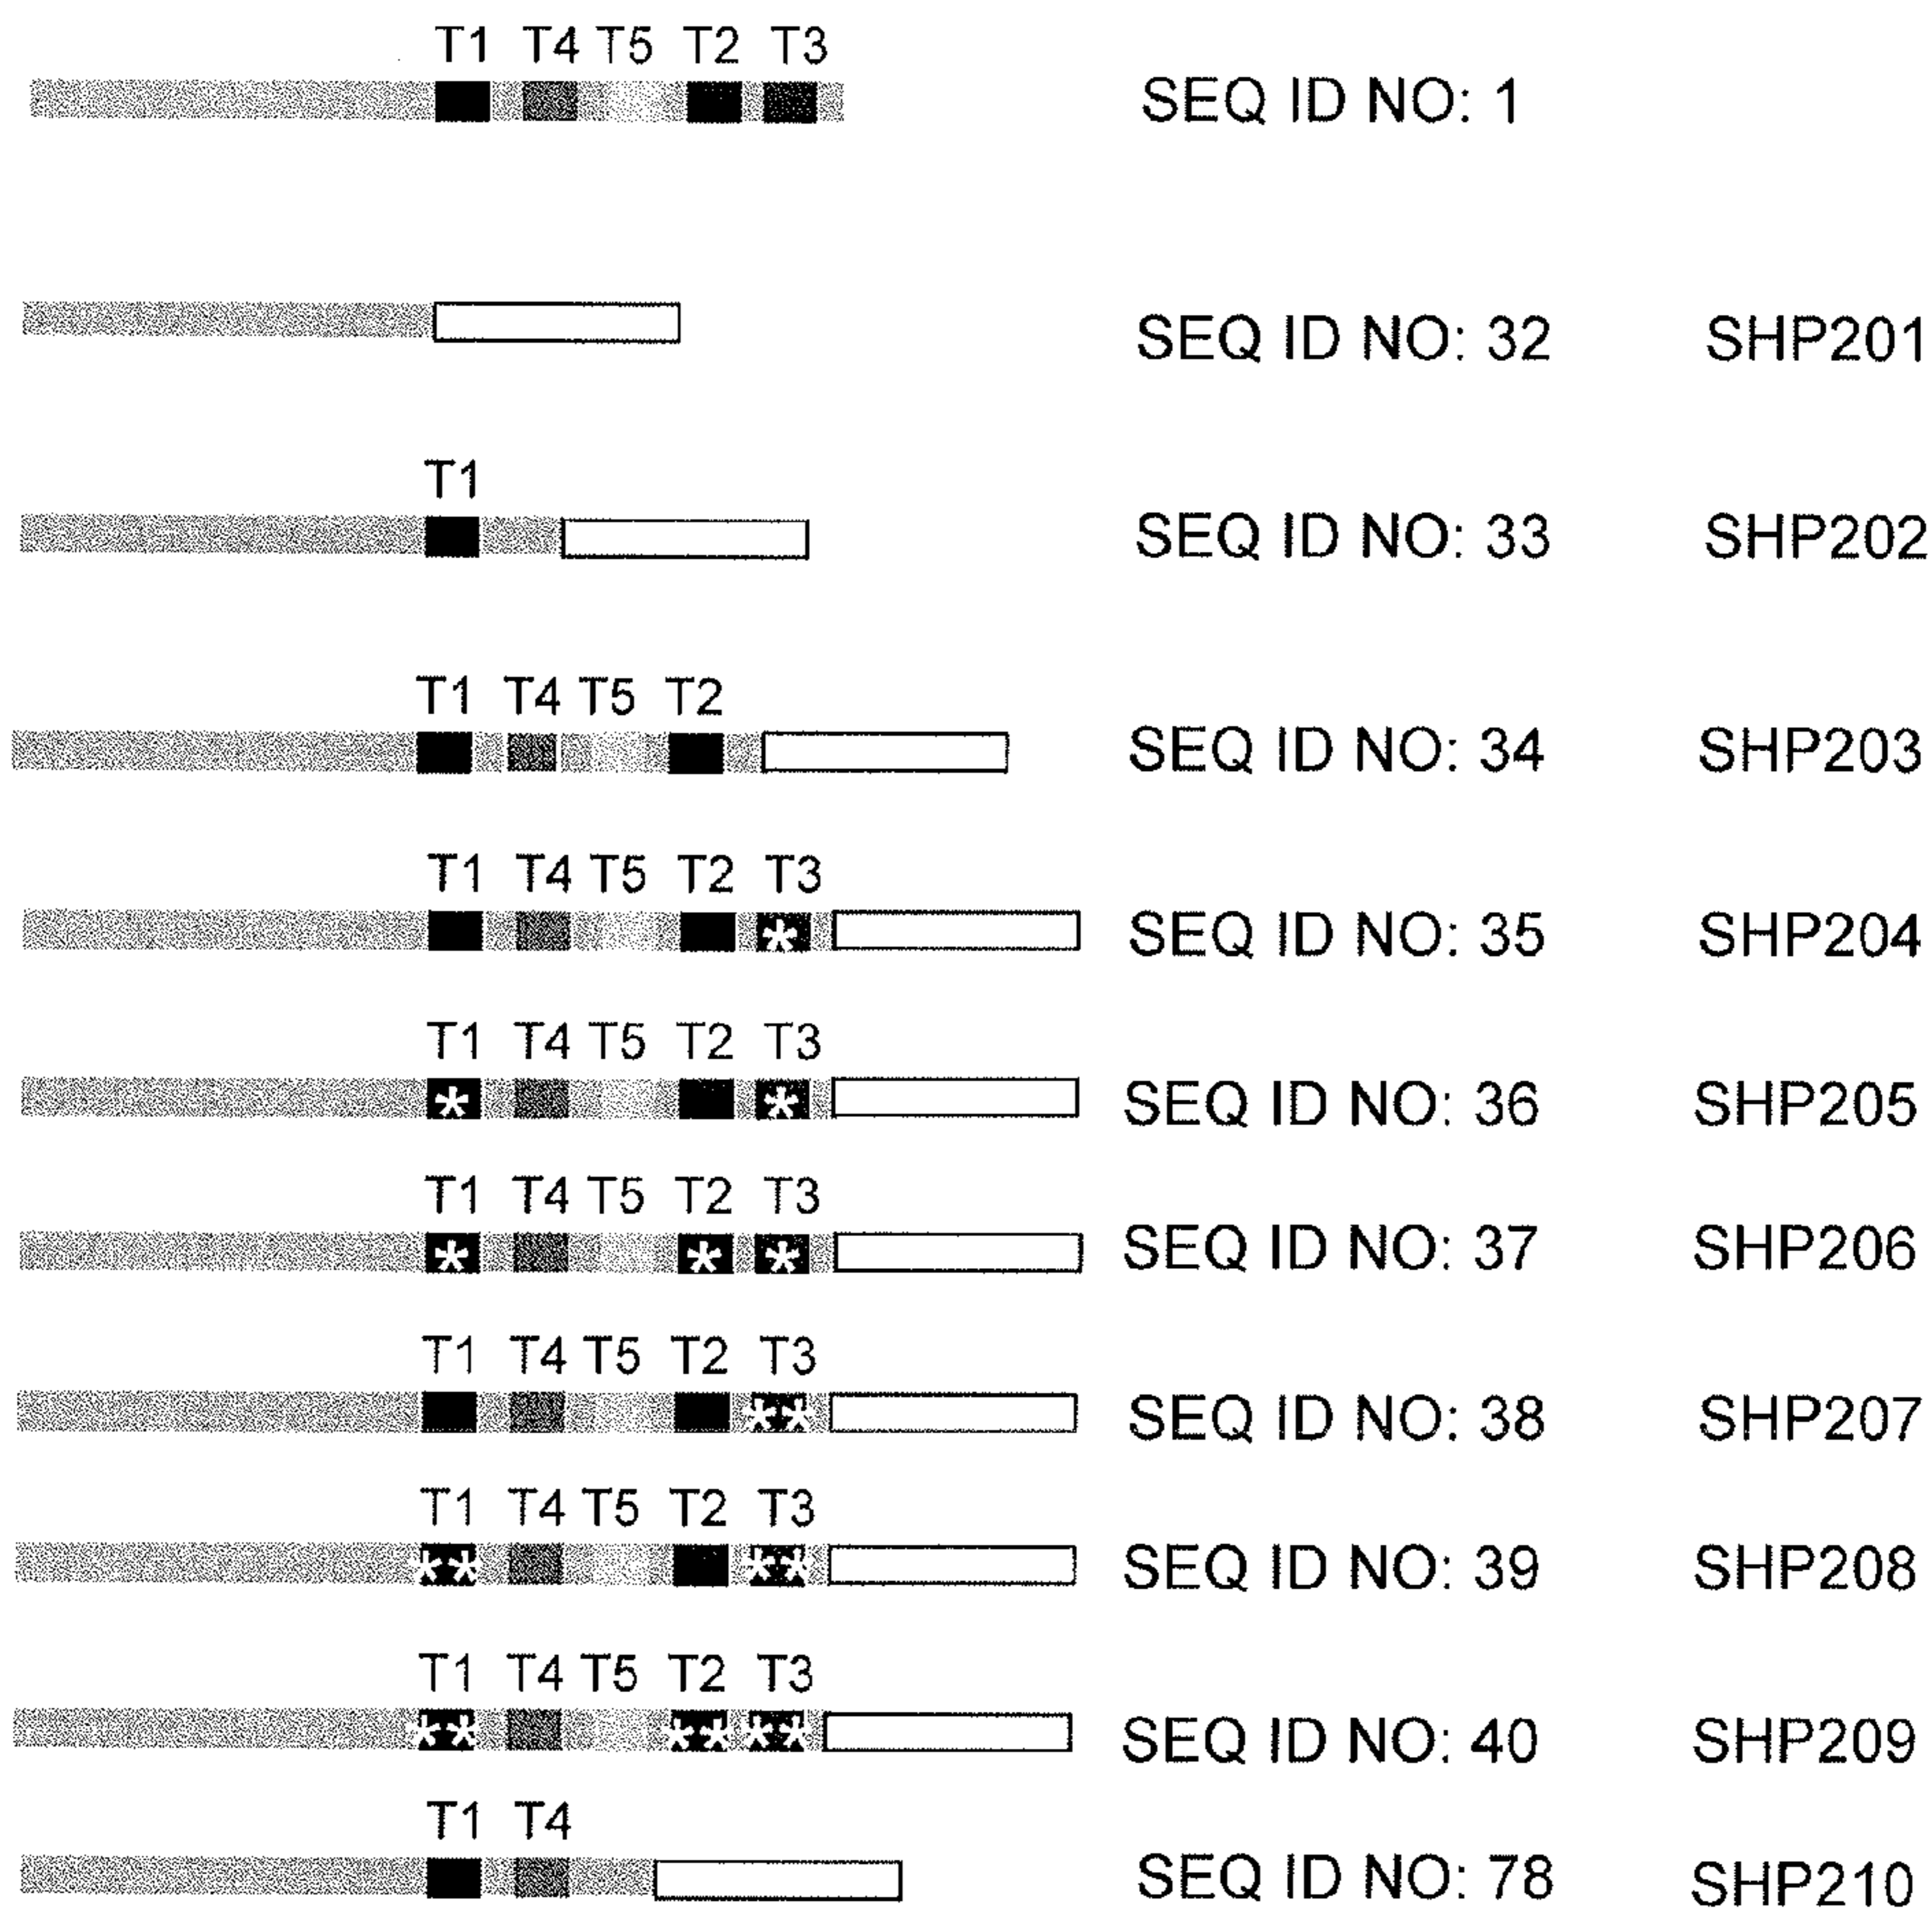 T1 T4 T5 T2 T3
SEQ ID NO: 1
SEQ ID NO: 32 SHP201
T1
SEQ ID NO: 33 SHP202
T1 T4 T5 T2
SEQ ID NO: 34 SHP203
T1 T4 T5 T2 T3
* SEQ ID NO: 35 SHP204
T1 T4 T5 T2 T3
* * SEQ ID NO: 36 SHP205
T1 T4 T5 T2 T3
* * * SEQ ID NO: 37 SHP206
T1 T4 T5 T2 T3
** SEQ ID NO: 38 SHP207
T1 T4 T5 T2 T3
** ** SEQ ID NO: 39 SHP208
T1 T4 T5 T2 T3
** ** ** SEQ ID NO: 40 SHP209
T1 T4
SEQ ID NO: 78 SHP210